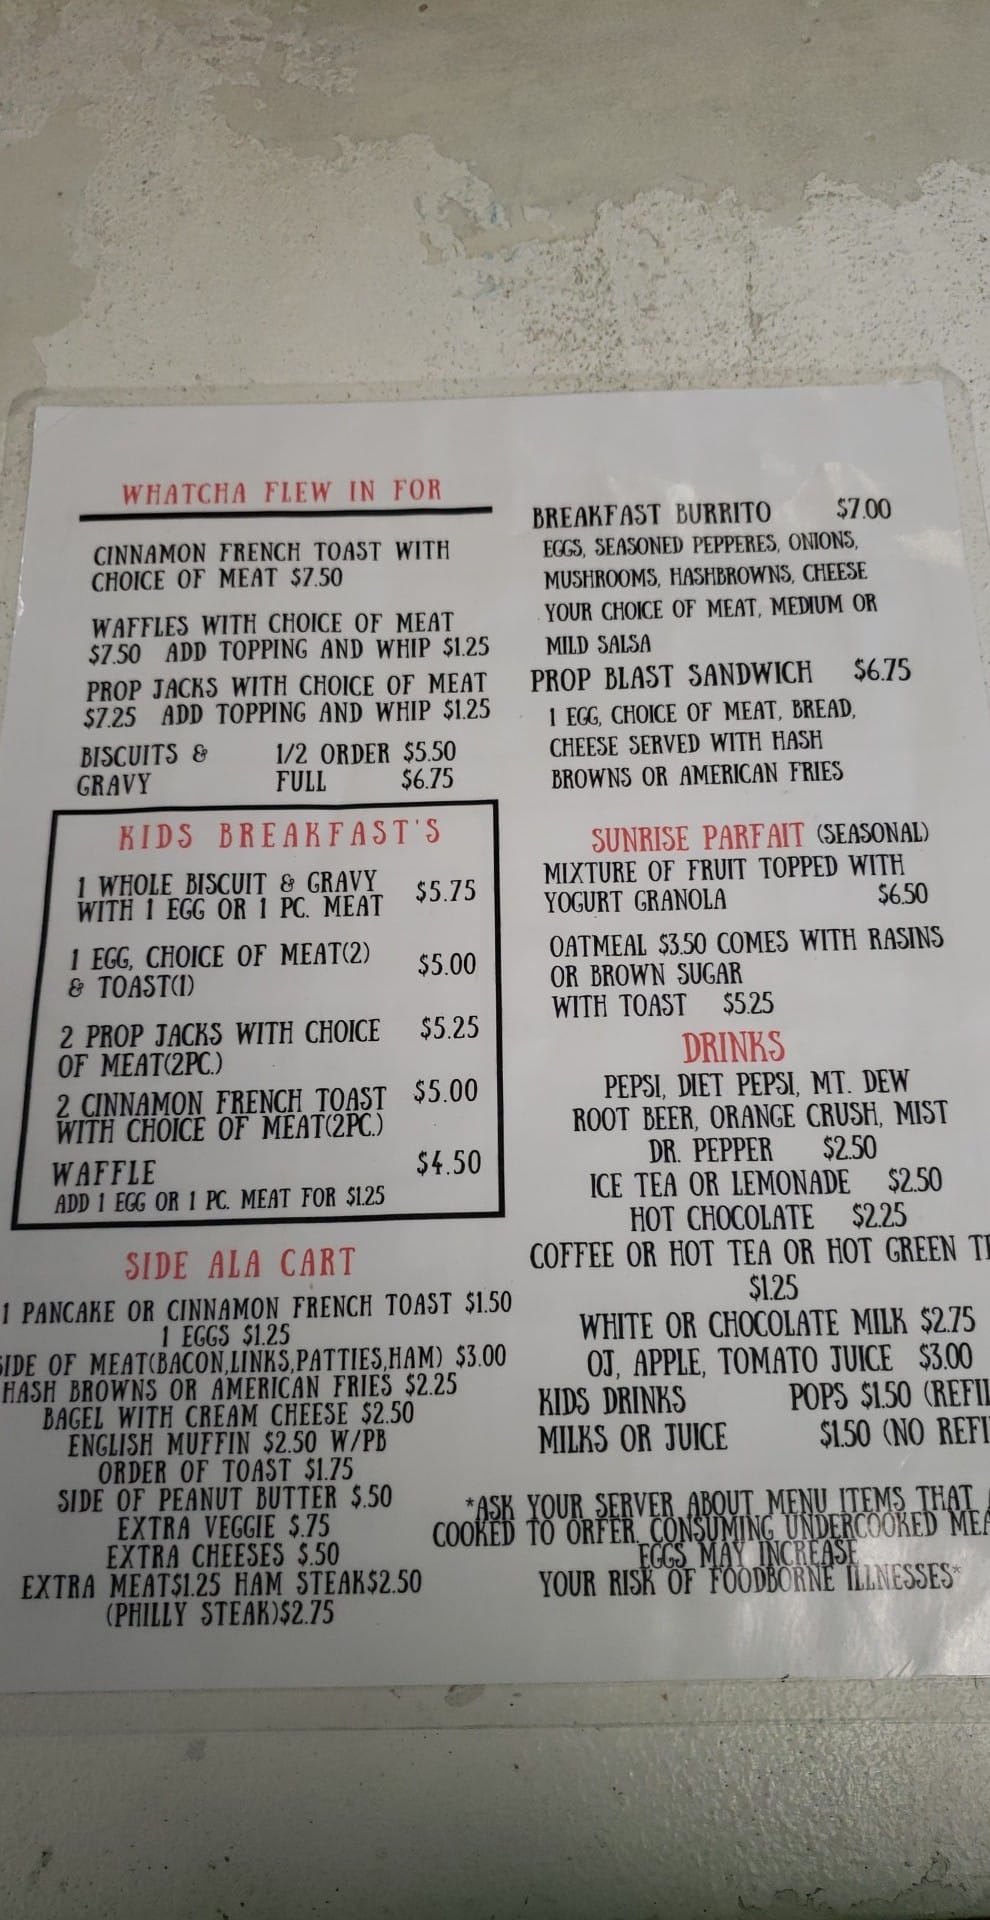 WHATCHA FLEW IN FOR
CINNAMON FRENCH TOAST WITH
CHOICE OF MEAT $7.50
WAFFLES WITH CHOICE OF MEAT
$7.50 ADD TOPPING AND WHIP $1.25
PROP JACKS WITH CHOICE OF MEAT
$7.25 ADD TOPPING AND WHIP $1.25
BISCUITS & 1/2 ORDER $5.50
GRAVY FULL $6.75
KIDS BREAKFAST'S
1 WHOLE BISCUIT & GRAVY $5.75
WITH 1 EGG OR 1 PC. MEAT
1 EGG, CHOICE OF MEAT(2) $5.00
& TOAST(1)
2 PROP JACKS WITH CHOICE $5.25
OF MEAT(2PC.)
2 CINNAMON FRENCH TOAST $5.00
WITH CHOICE OF MEAT(2PC.)
WAFFLE $4.50
ADD 1 EGG OR 1 PC. MEAT FOR $1.25
SIDE ALA CART
1 PANCAKE OR CINNAMON FRENCH TOAST $1.50
1 EGGS $1.25
SIDE OF MEAT(BACON,LINKS,PATTIES,HAM) $3.00
HASH BROWNS OR AMERICAN FRIES $2.25
BAGEL WITH CREAM CHEESE $2.50
ENGLISH MUFFIN $2.50 W/PB
ORDER OF TOAST $1.75
SIDE OF PEANUT BUTTER $.50
EXTRA VEGGIE $.75
EXTRA CHEESES $.50
EXTRA MEAT$1.25 HAM STEAK$2.50
(PHILLY STEAK)$2.75
BREAKFAST BURRITO $7.00
EGGS, SEASONED PEPPERES, ONIONS,
MUSHROOMS, HASHBROWNS, CHEESE
YOUR CHOICE OF MEAT, MEDIUM OR
MILD SALSA
PROP BLAST SANDWICH $6.75
1 EGG, CHOICE OF MEAT, BREAD,
CHEESE SERVED WITH HASH
BROWNS OR AMERICAN FRIES
SUNRISE PARFAIT (SEASONAL)
MIXTURE OF FRUIT TOPPED WITH
YOGURT GRANOLA $6.50
OATMEAL $3.50 COMES WITH RASINS
OR BROWN SUGAR
WITH TOAST $5.25
DRINKS
PEPSI, DIET PEPSI, MT. DEW
ROOT BEER, ORANGE CRUSH, MIST
DR. PEPPER $2.50
ICE TEA OR LEMONADE $2.50
HOT CHOCOLATE $2.25
COFFEE OR HOT TEA OR HOT GREEN TE
$1.25
WHITE OR CHOCOLATE MILK $2.75
OJ, APPLE, TOMATO JUICE $3.00
KIDS DRINKS POPS $1.50 (REFIL
MILKS OR JUICE $1.50 (NO REFI
*ASK YOUR SERVER ABOUT MENU ITEMS THAT A
COOKED TO ORFER. CONSUMING UNDERCOOKED MEA
EGGS MAY INCREASE
YOUR RISK OF FOODBORNE ILLNESSES*